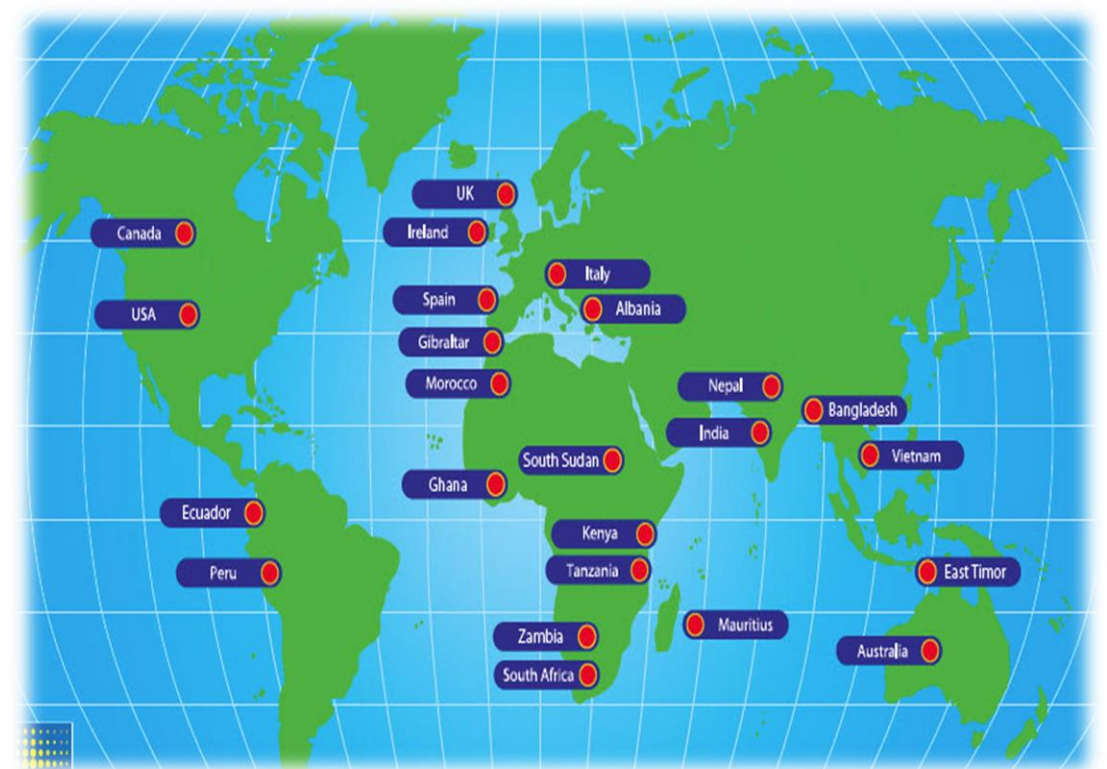 UK
Canada
Ireland
Italy
Spain
Albania
USA
Gibraltar
Morocco
Nepal
Bangladesh
India
Vietnam
South Sudan
Ghana
Ecuador
Kenya
Peru
Tanzania
East Timor
Mauritius
Zambia
Australia
South Africa